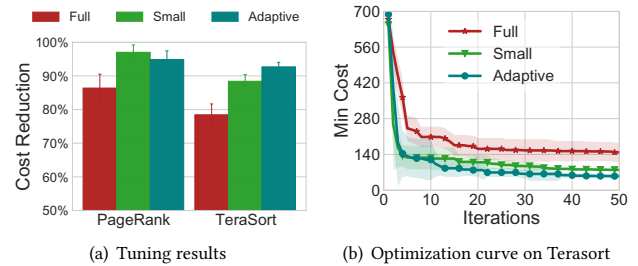 Full Small Adaptive
100%
90%
80%
70%
60%
50%
Cost Reduction
PageRank TeraSort
(a) Tuning results
700
560
420
280
140
0
Min Cost
Full
Small
Adaptive
0 10 20 30 40 50
Iterations
(b) Optimization curve on Terasort